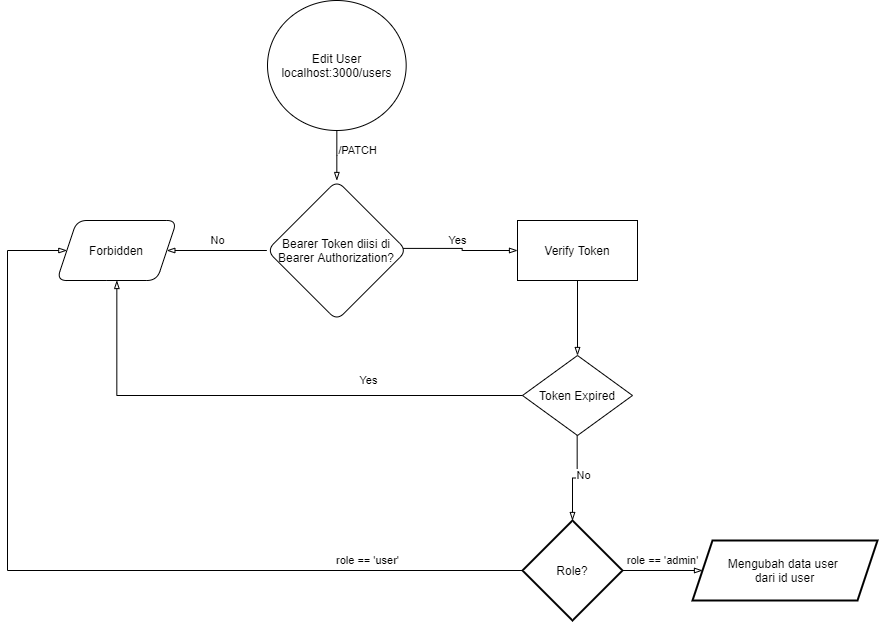 Edit User
localhost:3000/users
/PATCH
Bearer Token diisi di
Bearer Authorization?
No
Forbidden
Yes
Verify Token
Token Expired
Yes
No
Role?
role == 'user'
role == 'admin'
Mengubah data user
dari id user